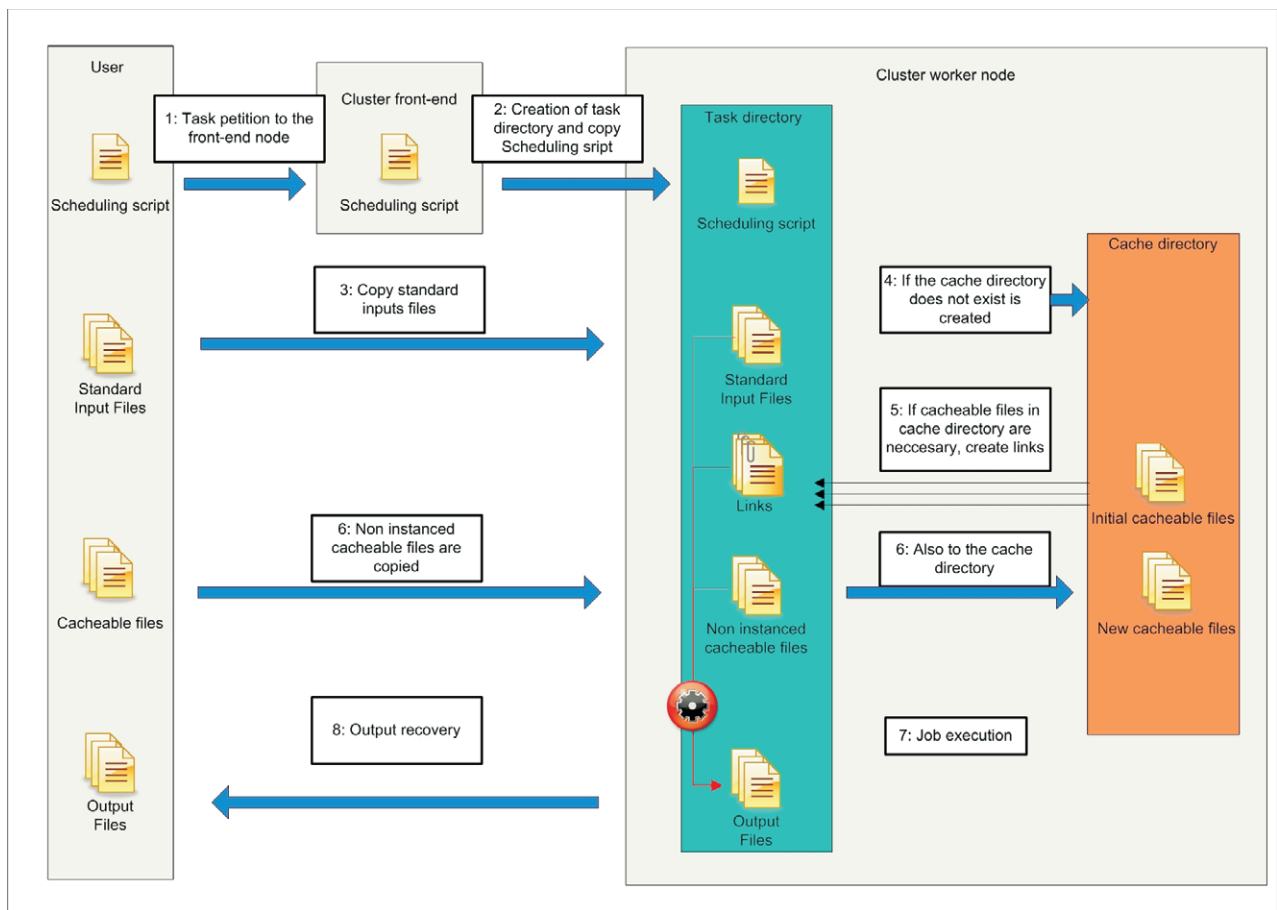 User
Cluster front-end
Cluster worker node
1: Task petition to the
front-end node
2: Creation of task
directory and copy
Scheduling sript
Task directory
Scheduling script
Scheduling script
Scheduling script
Cache directory
3: Copy standard
inputs files
4: If the cache directory
does not exist is
created
Standard
Input Files
Standard
Input Files
5: If cacheable files in
cache directory are
neccesary, create links
Links
Initial cacheable files
6: Non instanced
cacheable files are
copied
6: Also to the cache
directory
Cacheable files
Non instanced
cacheable files
New cacheable files
8: Output recovery
7: Job execution
Output
Files
Output
Files